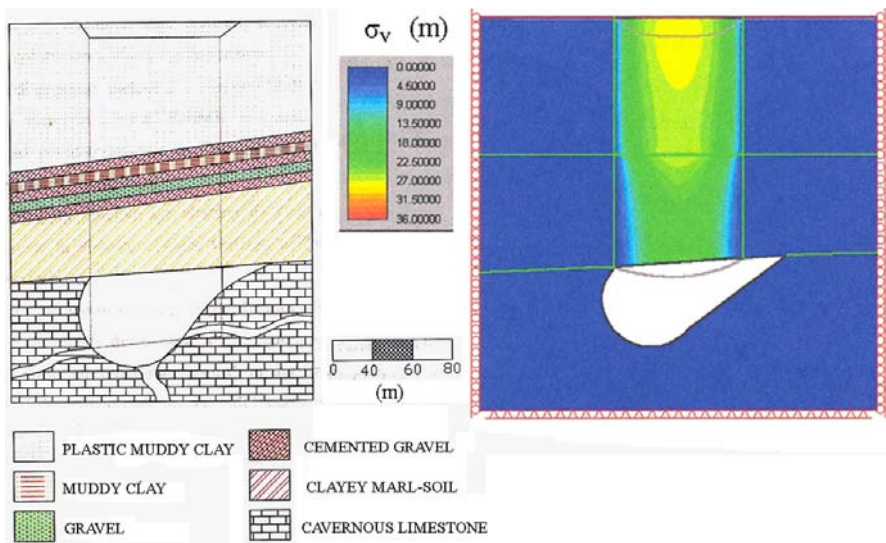 σv (m)
0.00000
4.50000
9.00000
13.50000
18.00000
22.50000
27.00000
31.50000
36.00000
0 40 60 80
(m)
PLASTIC MUDDY CLAY
MUDDY CLAY
GRAVEL
CEMENTED GRAVEL
CLAYEY MARL-SOIL
CAVERNOUS LIMESTONE